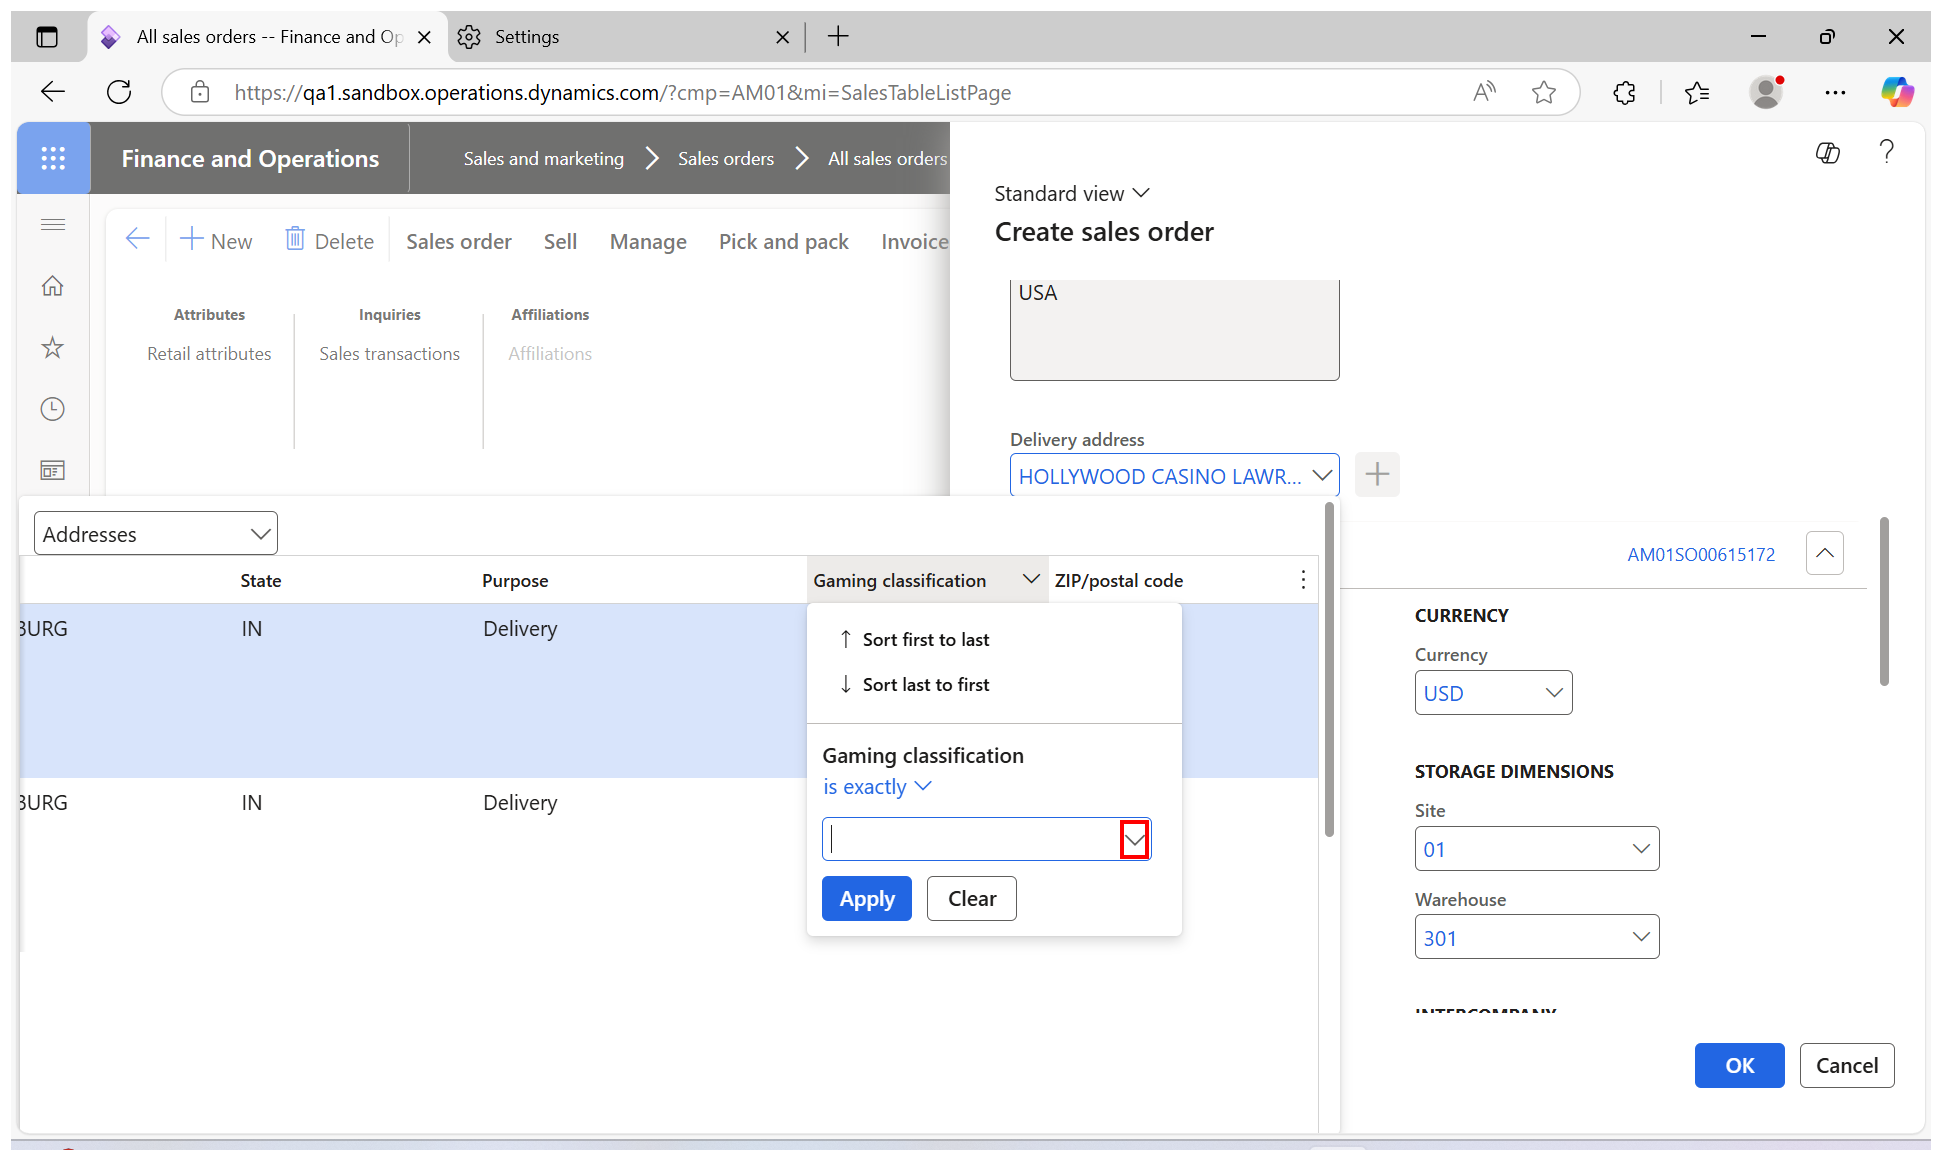 All sales orders -- Finance and Op
Settings
https://qa1.sandbox.operations.dynamics.com/?cmp=AM01&mi=SalesTableListPage
Finance and Operations
Sales and marketing
Sales orders
All sales orders
Standard view
Create sales order
New
Delete
Sales order
Sell
Manage
Pick and pack
Invoice
Attributes
Inquiries
Affiliations
Retail attributes
Sales transactions
Affiliations
USA
Delivery address
HOLLYWOOD CASINO LAWR...
Addresses
State
Purpose
Gaming classification
ZIP/postal code
BURG
IN
Delivery
Sort first to last
Sort last to first
Gaming classification
is exactly
Apply
Clear
BURG
IN
Delivery
AM01SO00615172
CURRENCY
Currency
USD
STORAGE DIMENSIONS
Site
01
Warehouse
301
INTERCOMPANY
OK
Cancel